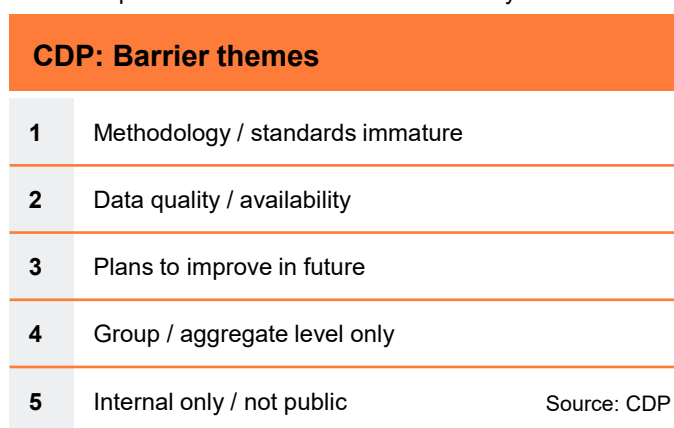 CDP: Barrier themes
1 Methodology / standards immature
2 Data quality / availability
3 Plans to improve in future
4 Group / aggregate level only
5 Internal only / not public Source: CDP